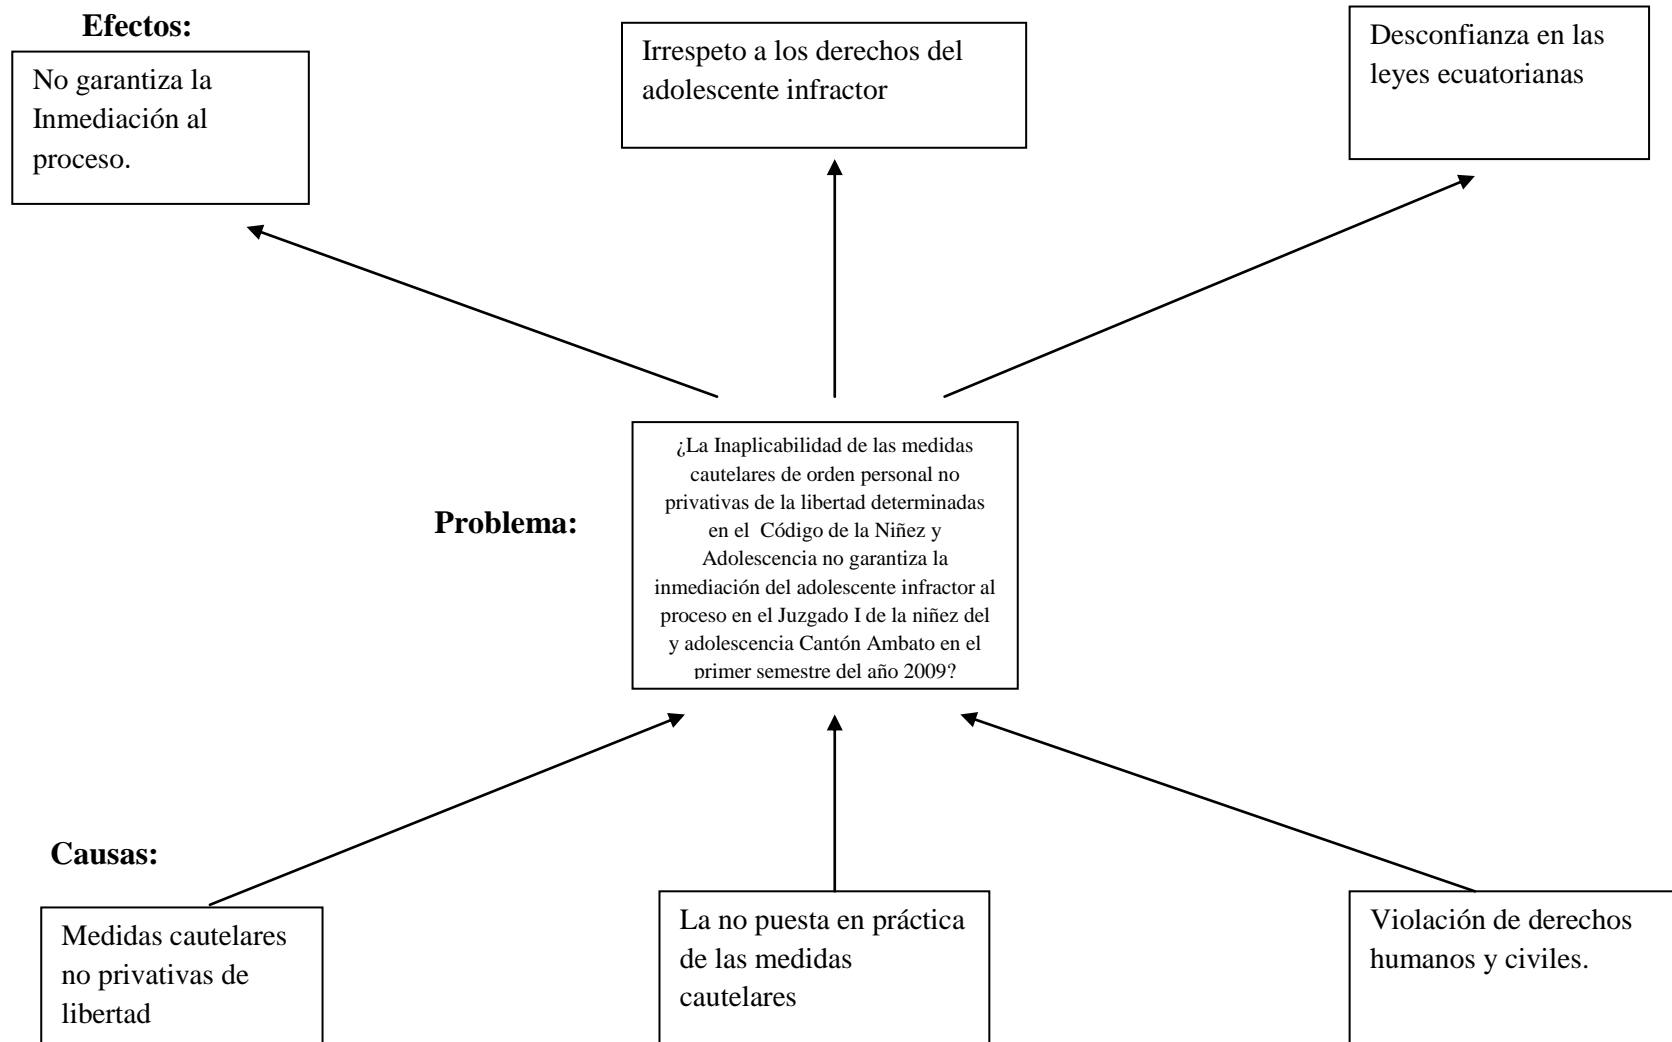 Efectos:
No garantiza la
Inmediación al
proceso.
Irrespeto a los derechos del
adolescente infractor
Desconfianza en las
leyes ecuatorianas
Problema:
¿La Inaplicabilidad de las medidas
cautelares de orden personal no
privativas de la libertad determinadas
en el Código de la Niñez y
Adolescencia no garantiza la
inmediación del adolescente infractor al
proceso en el Juzgado I de la niñez del
y adolescencia Cantón Ambato en el
primer semestre del año 2009?
Causas:
Medidas cautelares
no privativas de
libertad
La no puesta en práctica
de las medidas
cautelares
Violación de derechos
humanos y civiles.